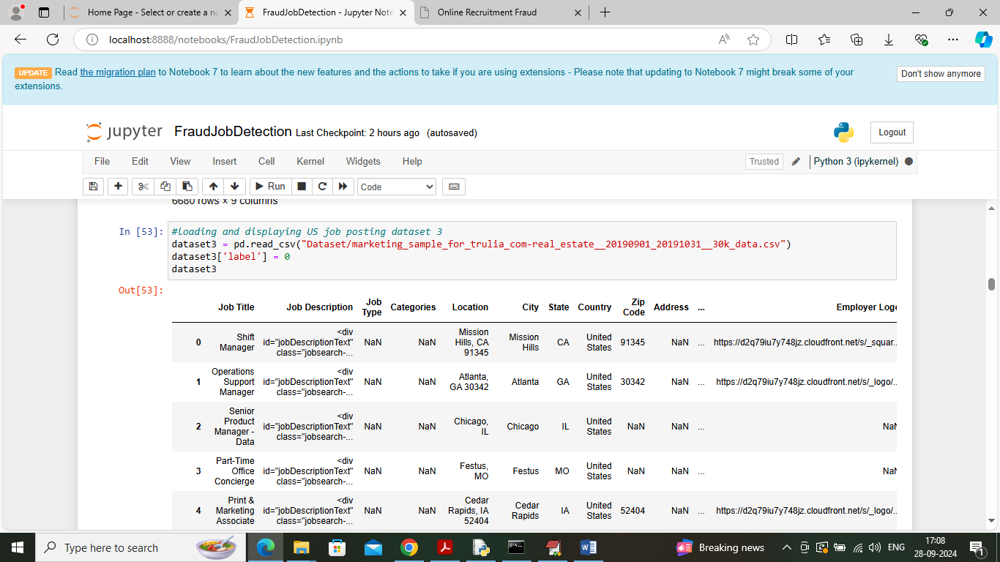 Home Page - Select or create a no
FraudJobDetection - Jupyter Note
Online Recruitment Fraud
localhost:8888/notebooks/FraudJobDetection.ipynb
UPDATE Read the migration plan to Notebook 7 to learn about the new features and the actions to take if you are using extensions - Please note that updating to Notebook 7 might break some of your
extensions.
Don't show anymore
jupyter FraudJobDetection Last Checkpoint: 2 hours ago (autosaved)
Logout
File Edit View Insert Cell Kernel Widgets Help
Trusted Python 3 (ipykernel)
Run Code
6680 rows × 9 columns
In [53]: #loading and displaying US job posting dataset 3
dataset3 = pd.read_csv("Dataset/marketing_sample_for_trulia_com-real_estate__20190901_20191031__30k_data.csv")
dataset3['label'] = 0
dataset3
Out[53]:
Job Title Job Description Job Type Categories Location City State Country Zip Code Address ... Employer Logo
0 Shift Manager <div id="jobDescriptionText" class="jobsearch-... NaN NaN Mission Hills, CA 91345 Mission Hills CA United States 91345 NaN ... https://d2q79iu7y748jz.cloudfront.net/s/_squar...
1 Operations Support Manager <div id="jobDescriptionText" class="jobsearch-... NaN NaN Atlanta, GA 30342 Atlanta GA United States 30342 NaN ... https://d2q79iu7y748jz.cloudfront.net/s/_logo/...
2 Senior Product Manager - Data <div id="jobDescriptionText" class="jobsearch-... NaN NaN Chicago, IL Chicago IL United States NaN NaN ... NaN
3 Part-Time Office Concierge <div id="jobDescriptionText" class="jobsearch-... NaN NaN Festus, MO Festus MO United States NaN NaN ... NaN
4 Print & Marketing Associate <div id="jobDescriptionText" class="jobsearch-... NaN NaN Cedar Rapids, IA 52404 Cedar Rapids IA United States 52404 NaN ... https://d2q79iu7y748jz.cloudfront.net/s/_logo/...
Type here to search
Breaking news
ENG
17:08
28-09-2024
1